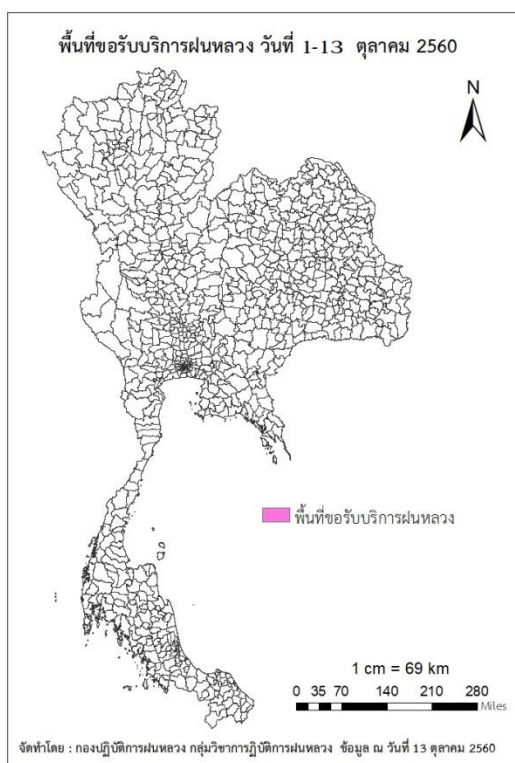 พื้นที่ขอรับบริการฝนหลวง วันที่ 1-13 ตุลาคม 2560
N
พื้นที่ขอรับบริการฝนหลวง
1 cm = 69 km
0 35 70 140 210 280 Miles
จัดทำโดย : กองปฏิบัติการฝนหลวง กลุ่มวิชาการฏิบัติการฝนหลวง ข้อมูล ณ วันที่ 13 ตุลาคม 2560